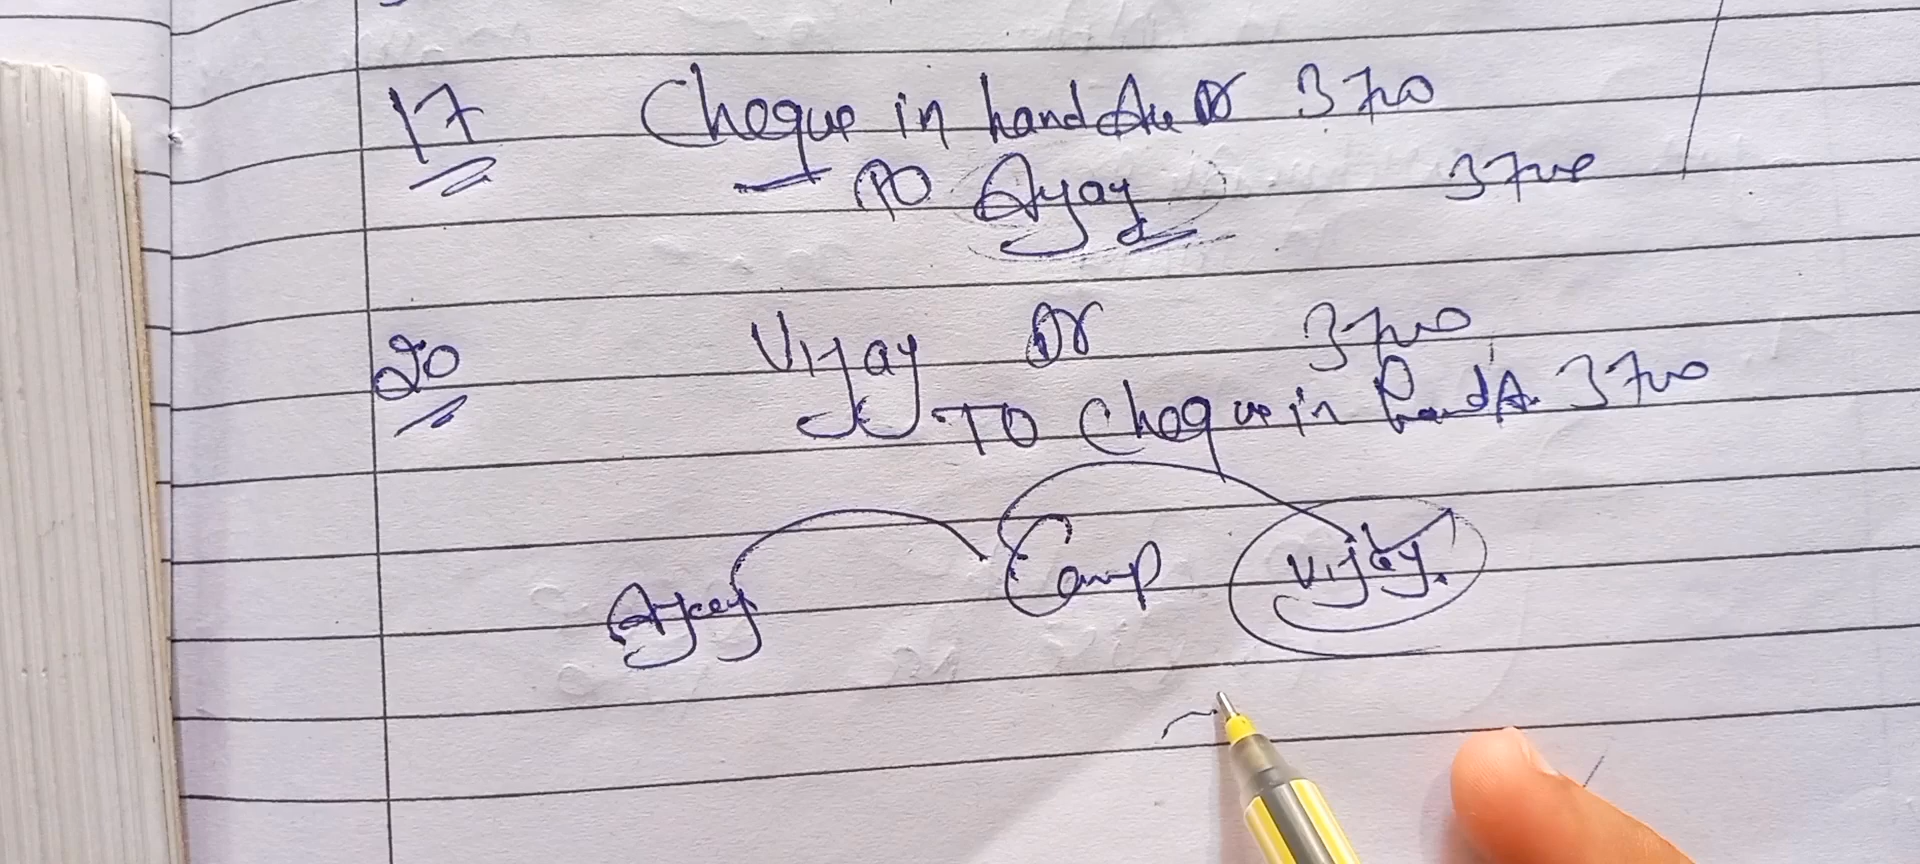 17 Cheque in hand A/c Dr 3700
TO Ajay 3700
20 Vijay Dr 3700
TO Cheque in hand A/c 3700
Ajay Comp Vijay.